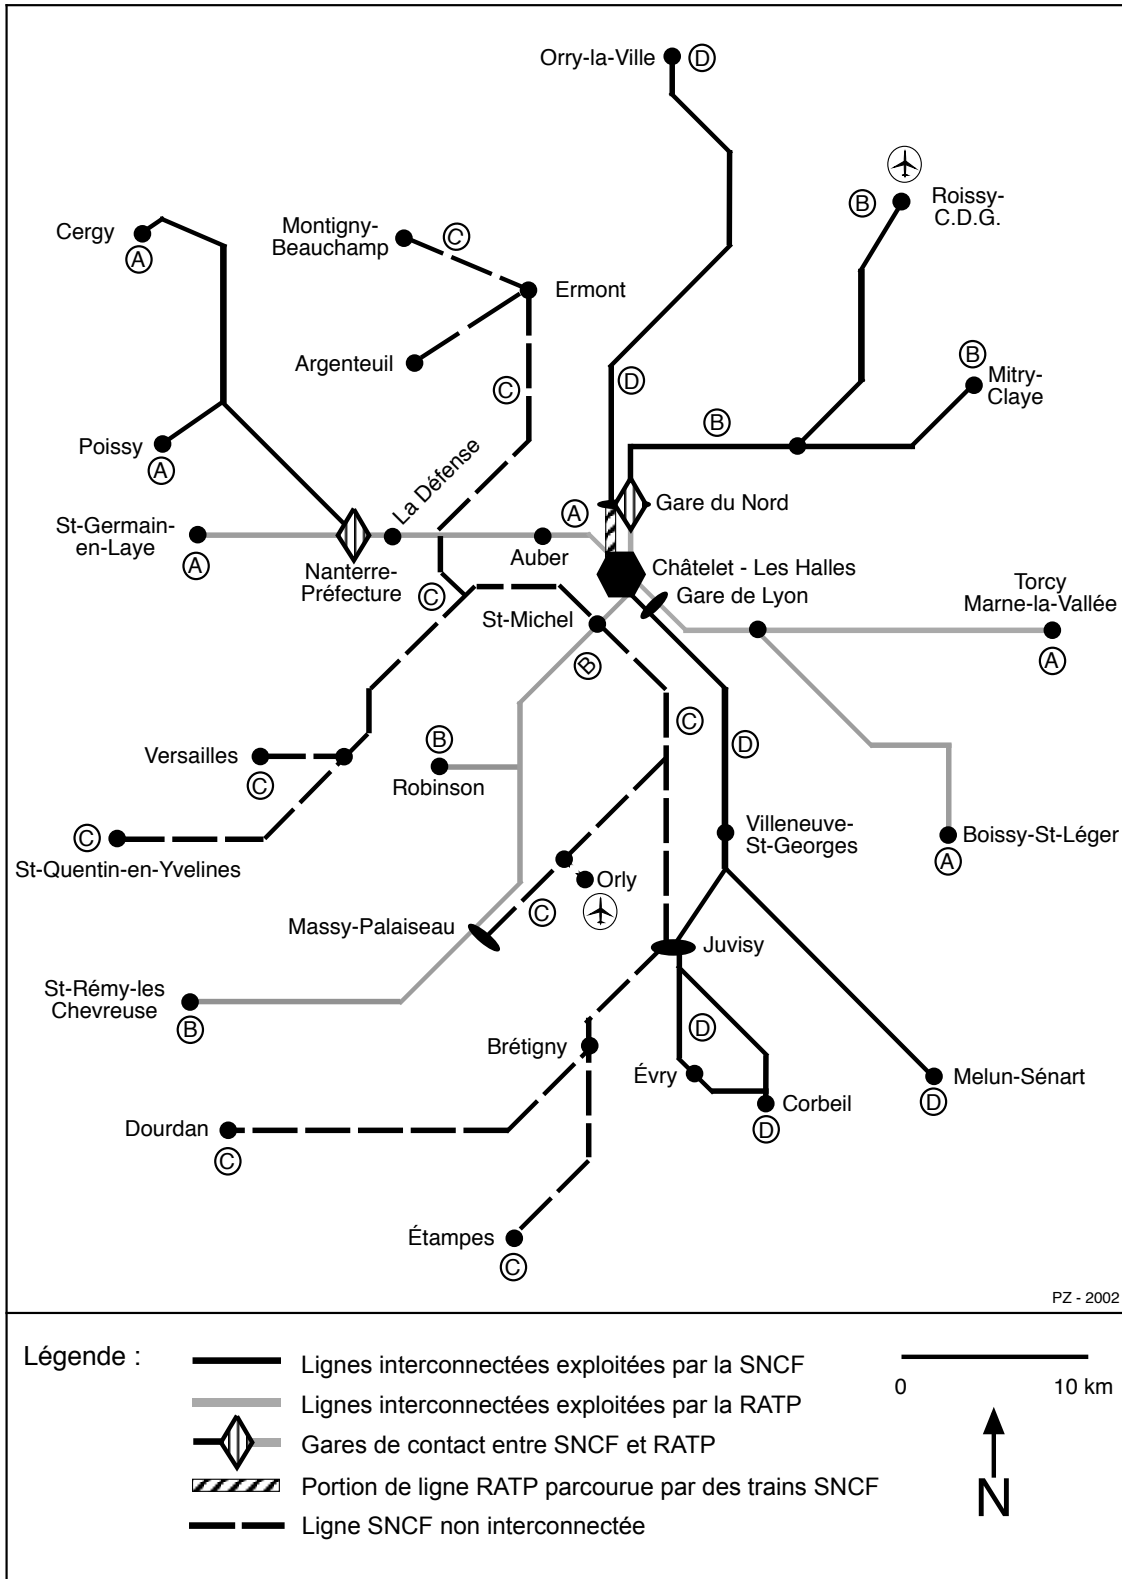 Orry-la-Ville
D
Roissy-
C.D.G.
B
Cergy
A
Montigny-
Beauchamp
C
Ermont
Argenteuil
C
D
B
Mitry-
Claye
B
Poissy
A
La Défense
St-Germain-
en-Laye
A
Nanterre-
Préfecture
Auber
A
Gare du Nord
Châtelet - Les Halles
Gare de Lyon
Torcy
Marne-la-Vallée
A
C
St-Michel
B
C
D
Versailles
C
B
Robinson
C
St-Quentin-en-Yvelines
Villeneuve-
St-Georges
Boissy-St-Léger
A
Orly
C
Massy-Palaiseau
Juvisy
St-Rémy-les
Chevreuse
B
D
Brétigny
Évry
Corbeil
D
Melun-Sénart
D
Dourdan
C
Étampes
C
PZ - 2002
Légende :
Lignes interconnectées exploitées par la SNCF
Lignes interconnectées exploitées par la RATP
Gares de contact entre SNCF et RATP
Portion de ligne RATP parcourue par des trains SNCF
Ligne SNCF non interconnectée
0 10 km
N